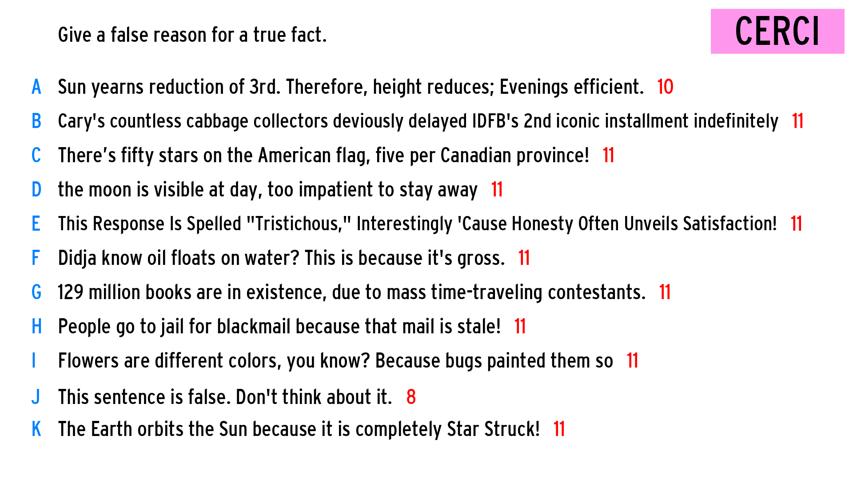 Give a false reason for a true fact.
CERCI
A Sun yearns reduction of 3rd. Therefore, height reduces; Evenings efficient. 10
B Cary's countless cabbage collectors deviously delayed IDFB's 2nd iconic installment indefinitely 11
C There's fifty stars on the American flag, five per Canadian province! 11
D the moon is visible at day, too impatient to stay away 11
E This Response Is Spelled "Tristichous," Interestingly 'Cause Honesty Often Unveils Satisfaction! 11
F Didja know oil floats on water? This is because it's gross. 11
G 129 million books are in existence, due to mass time-traveling contestants. 11
H People go to jail for blackmail because that mail is stale! 11
I Flowers are different colors, you know? Because bugs painted them so 11
J This sentence is false. Don't think about it. 8
K The Earth orbits the Sun because it is completely Star Struck! 11